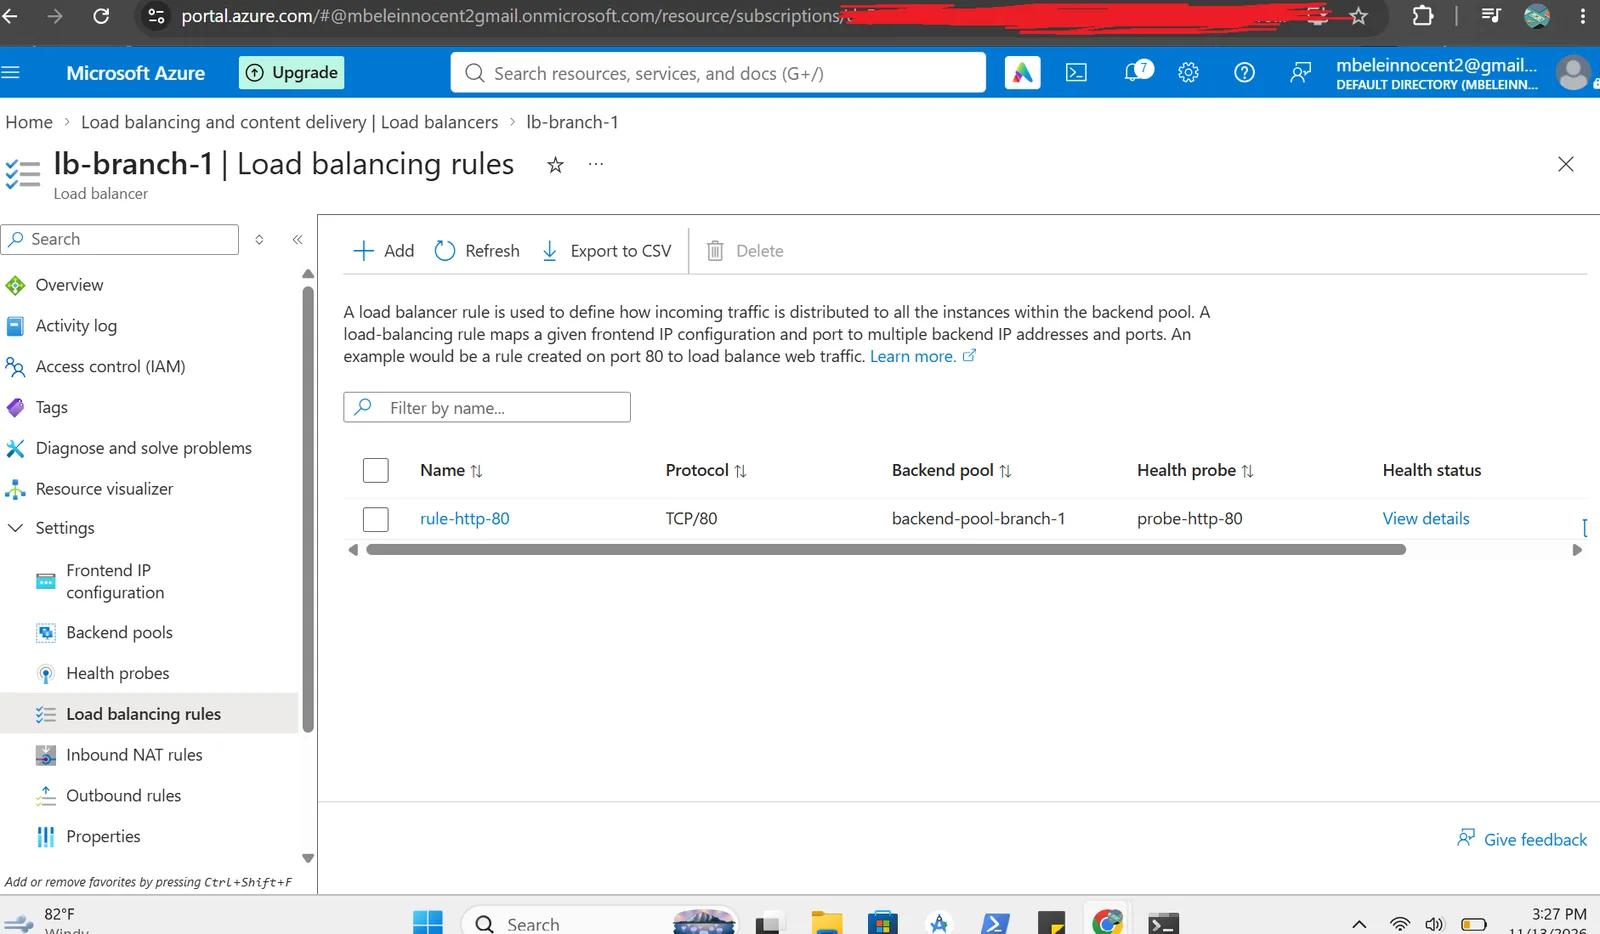 portal.azure.com/#@mbeleinnocent2gmail.onmicrosoft.com/resource/subscriptions/
Microsoft Azure
Upgrade
Search resources, services, and docs (G+/)
7
mbeleinnocent2@gmail...
DEFAULT DIRECTORY (MBELEINN...
Home > Load balancing and content delivery | Load balancers > lb-branch-1
lb-branch-1 | Load balancing rules
Load balancer
Search
Overview
Activity log
Access control (IAM)
Tags
Diagnose and solve problems
Resource visualizer
Settings
Frontend IP
configuration
Backend pools
Health probes
Load balancing rules
Inbound NAT rules
Outbound rules
Properties
Add or remove favorites by pressing Ctrl+Shift+F
Add
Refresh
Export to CSV
Delete
A load balancer rule is used to define how incoming traffic is distributed to all the instances within the backend pool. A
load-balancing rule maps a given frontend IP configuration and port to multiple backend IP addresses and ports. An
example would be a rule created on port 80 to load balance web traffic. Learn more.
Filter by name...
Name Protocol Backend pool Health probe Health status
rule-http-80 TCP/80 backend-pool-branch-1 probe-http-80 View details
Give feedback
82°F
Windy
Search
3:27 PM
11/13/2026